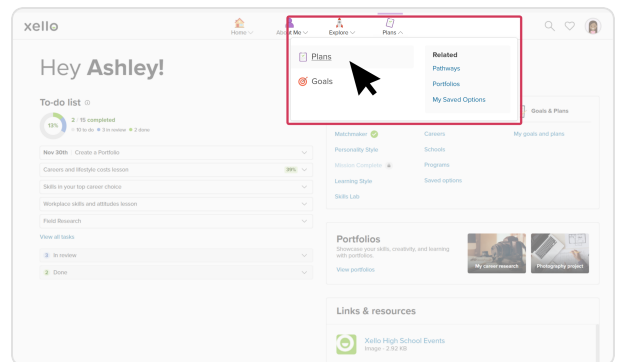 xello
Home
About Me
Explore
Plans
Plans
Goals
Related
Pathways
Portfolios
My Saved Options
Hey Ashley!
To-do list
13%
2 / 15 completed
10 to do • 3 in review • 2 done
Nov 30th | Create a Portfolio
Careers and lifestyle costs lesson
Skills in your top career choice
Workplace skills and attitudes lesson
Field Research
View all tasks
3 In review
2 Done
Goals & Plans
Matchmaker
Careers
My goals and plans
Personality Style
Schools
Mission Complete
Programs
Learning Style
Saved options
Skills Lab
Portfolios
Showcase your skills, creativity, and learning
with portfolios.
View portfolios
My career research
Photography project
Links & resources
Xello High School Events
Image - 2.92 KB